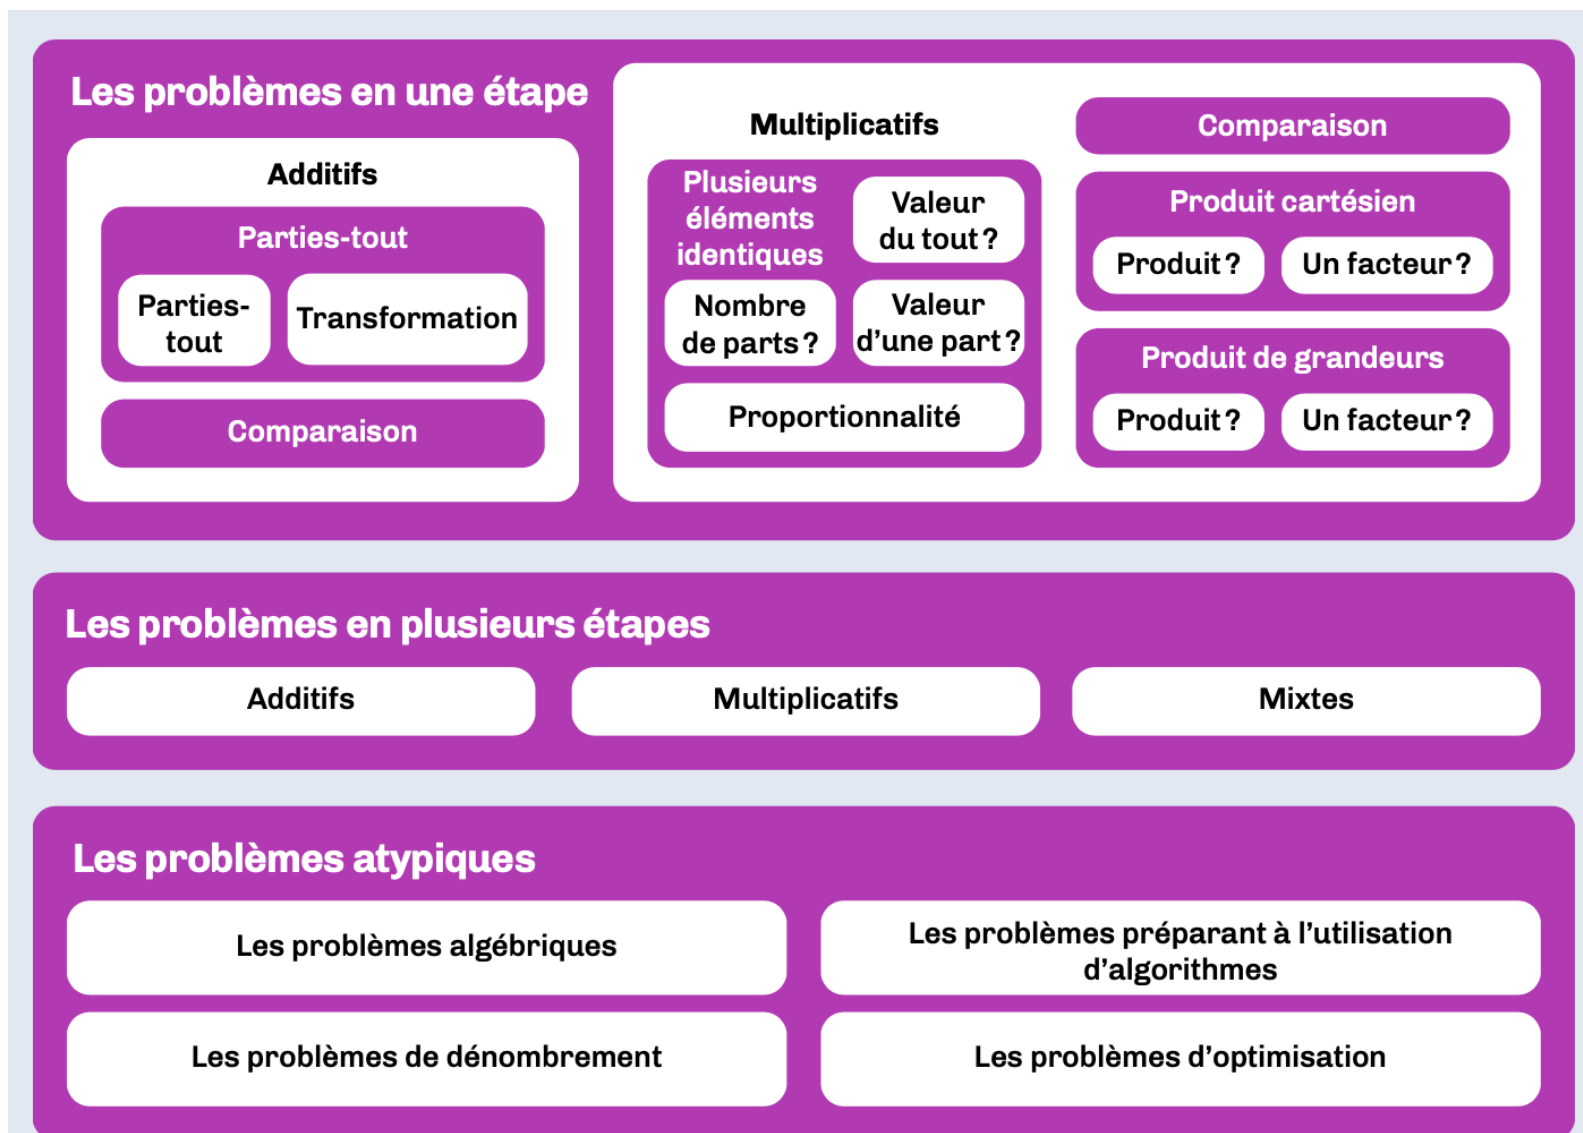 Les problèmes en une étape
Additifs
Parties-tout
Parties-
tout
Transformation
Comparaison
Multiplicatifs
Plusieurs
éléments
identiques
Valeur
du tout ?
Nombre
de parts ?
Valeur
d’une part ?
Proportionnalité
Comparaison
Produit cartésien
Produit ?
Un facteur ?
Produit de grandeurs
Produit ?
Un facteur ?
Les problèmes en plusieurs étapes
Additifs
Multiplicatifs
Mixtes
Les problèmes atypiques
Les problèmes algébriques
Les problèmes préparant à l’utilisation
d’algorithmes
Les problèmes de dénombrement
Les problèmes d’optimisation